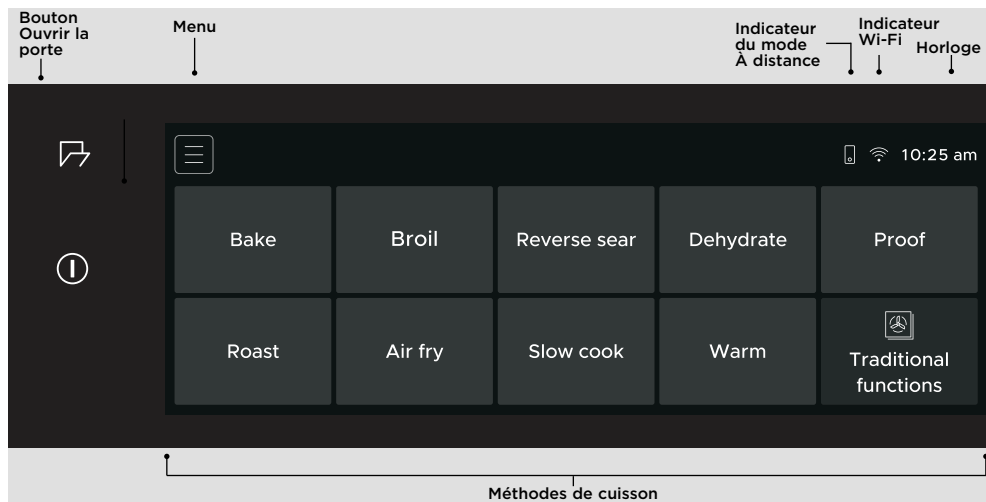 Bouton
Ouvrir la
porte
Menu
Indicateur
du mode
À distance
Indicateur
Wi-Fi
Horloge
10:25 am
Bake
Broil
Reverse sear
Dehydrate
Proof
Roast
Air fry
Slow cook
Warm
Traditional
functions
Méthodes de cuisson